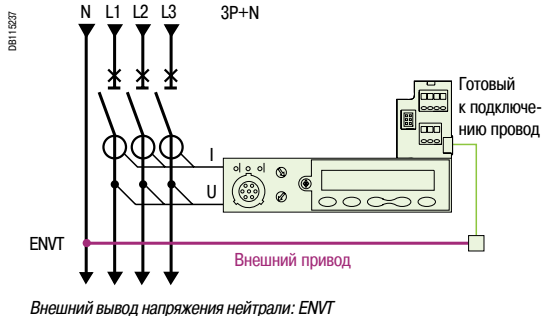 DB115237
N L1 L2 L3 3P+N
Готовый
к подключе-
нию провод
I
U
ENVT
Внешний привод
Внешний вывод напряжения нейтрали: ENVT